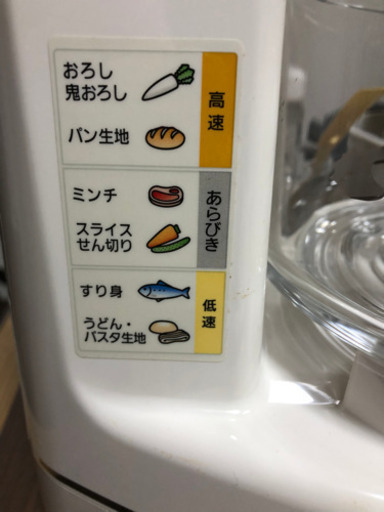 おろし
鬼おろし
高速
パン生地
ミンチ
あらびき
スライス
せん切り
すり身
低速
うどん・
パスタ生地